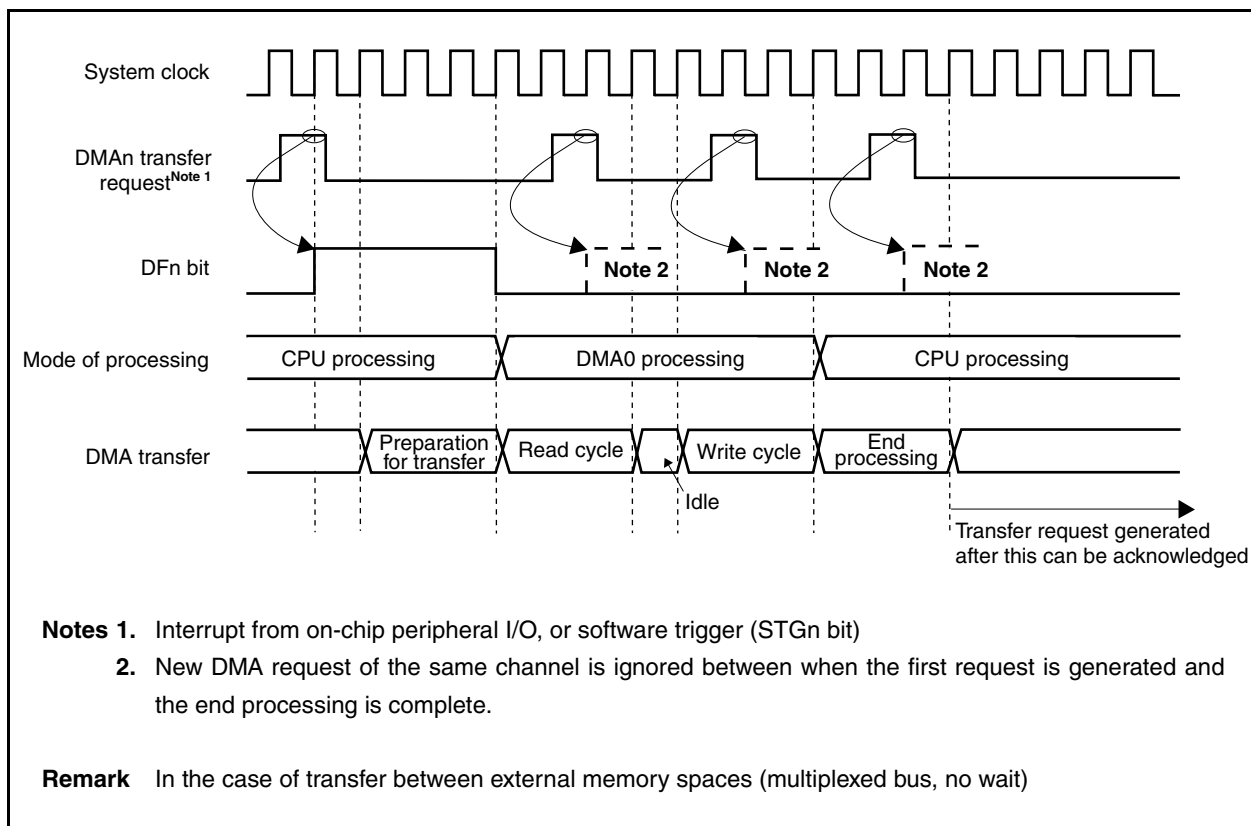 System clock
DMAn transfer
request Note 1
DFn bit
Note 2
Note 2
Note 2
Mode of processing
CPU processing
DMA0 processing
CPU processing
DMA transfer
Preparation
for transfer
Read cycle
Idle
Write cycle
End
processing
Transfer request generated
after this can be acknowledged
Notes 1. Interrupt from on-chip peripheral I/O, or software trigger (STGn bit)
2. New DMA request of the same channel is ignored between when the first request is generated and
the end processing is complete.
Remark In the case of transfer between external memory spaces (multiplexed bus, no wait)